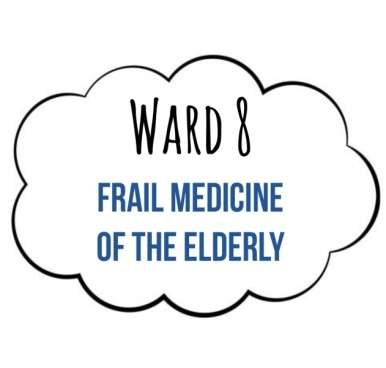 WARD 8
FRAIL MEDICINE
OF THE ELDERLY